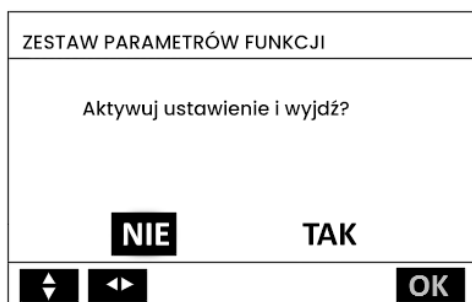 ZESTAW PARAMETRÓW FUNKCJI
Aktywuj ustawienie i wyjdź?
NIE TAK
OK